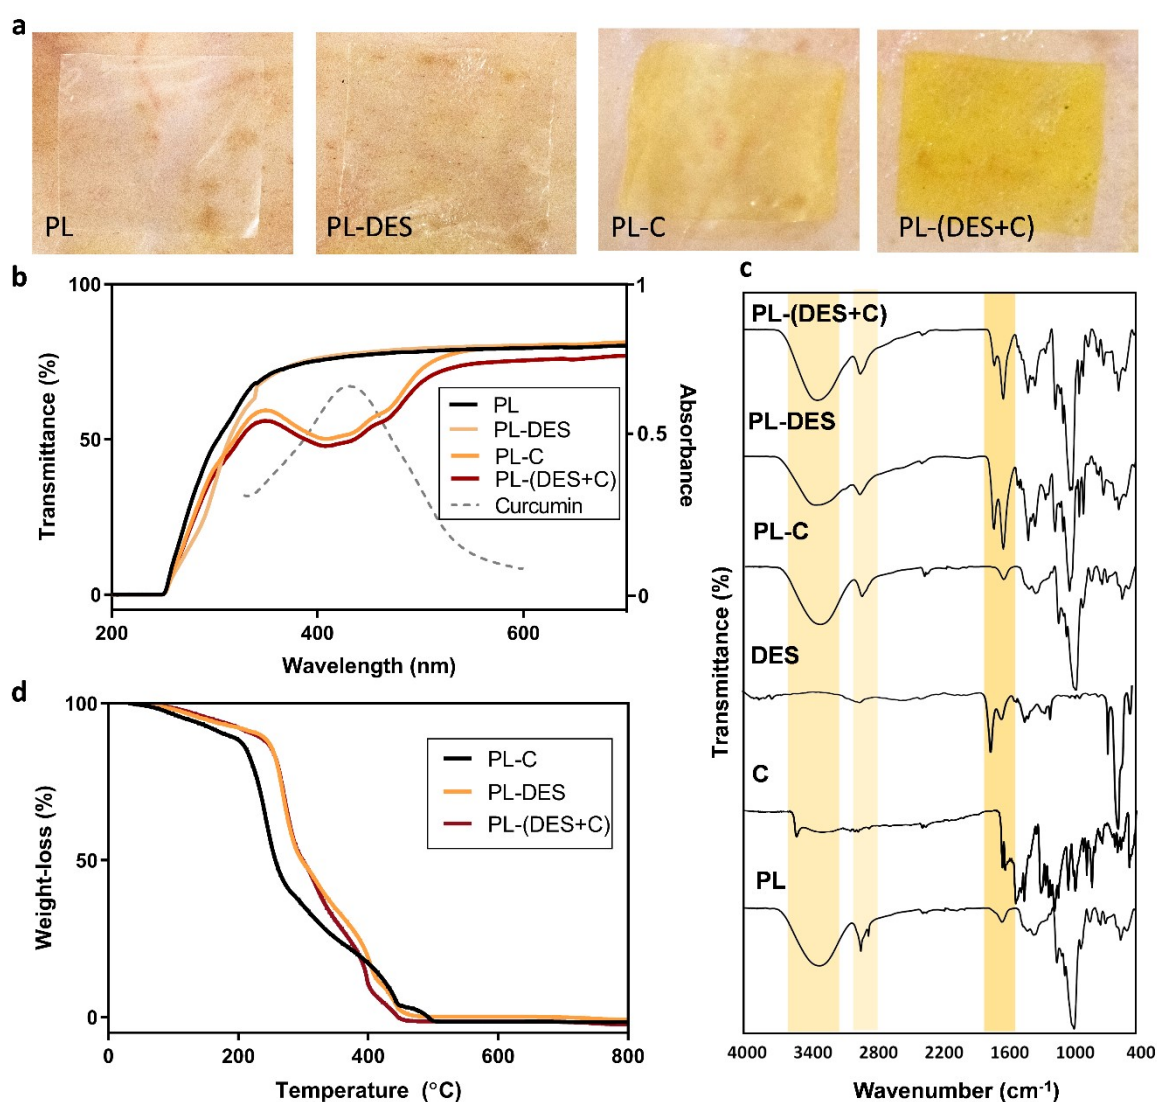 a
PL
PL-DES
PL-C
PL-(DES+C)
b
100
50
0
Transmittance (%)
1
0.5
0
Absorbance
PL
PL-DES
PL-C
PL-(DES+C)
Curcumin
200
400
600
Wavelength (nm)
c
PL-(DES+C)
PL-DES
PL-C
DES
C
PL
Transmittance (%)
4000
3400
2800
2200
1600
1000
400
Wavenumber (cm⁻¹)
d
100
50
0
Weight-loss (%)
PL-C
PL-DES
PL-(DES+C)
0
200
400
600
800
Temperature (°C)